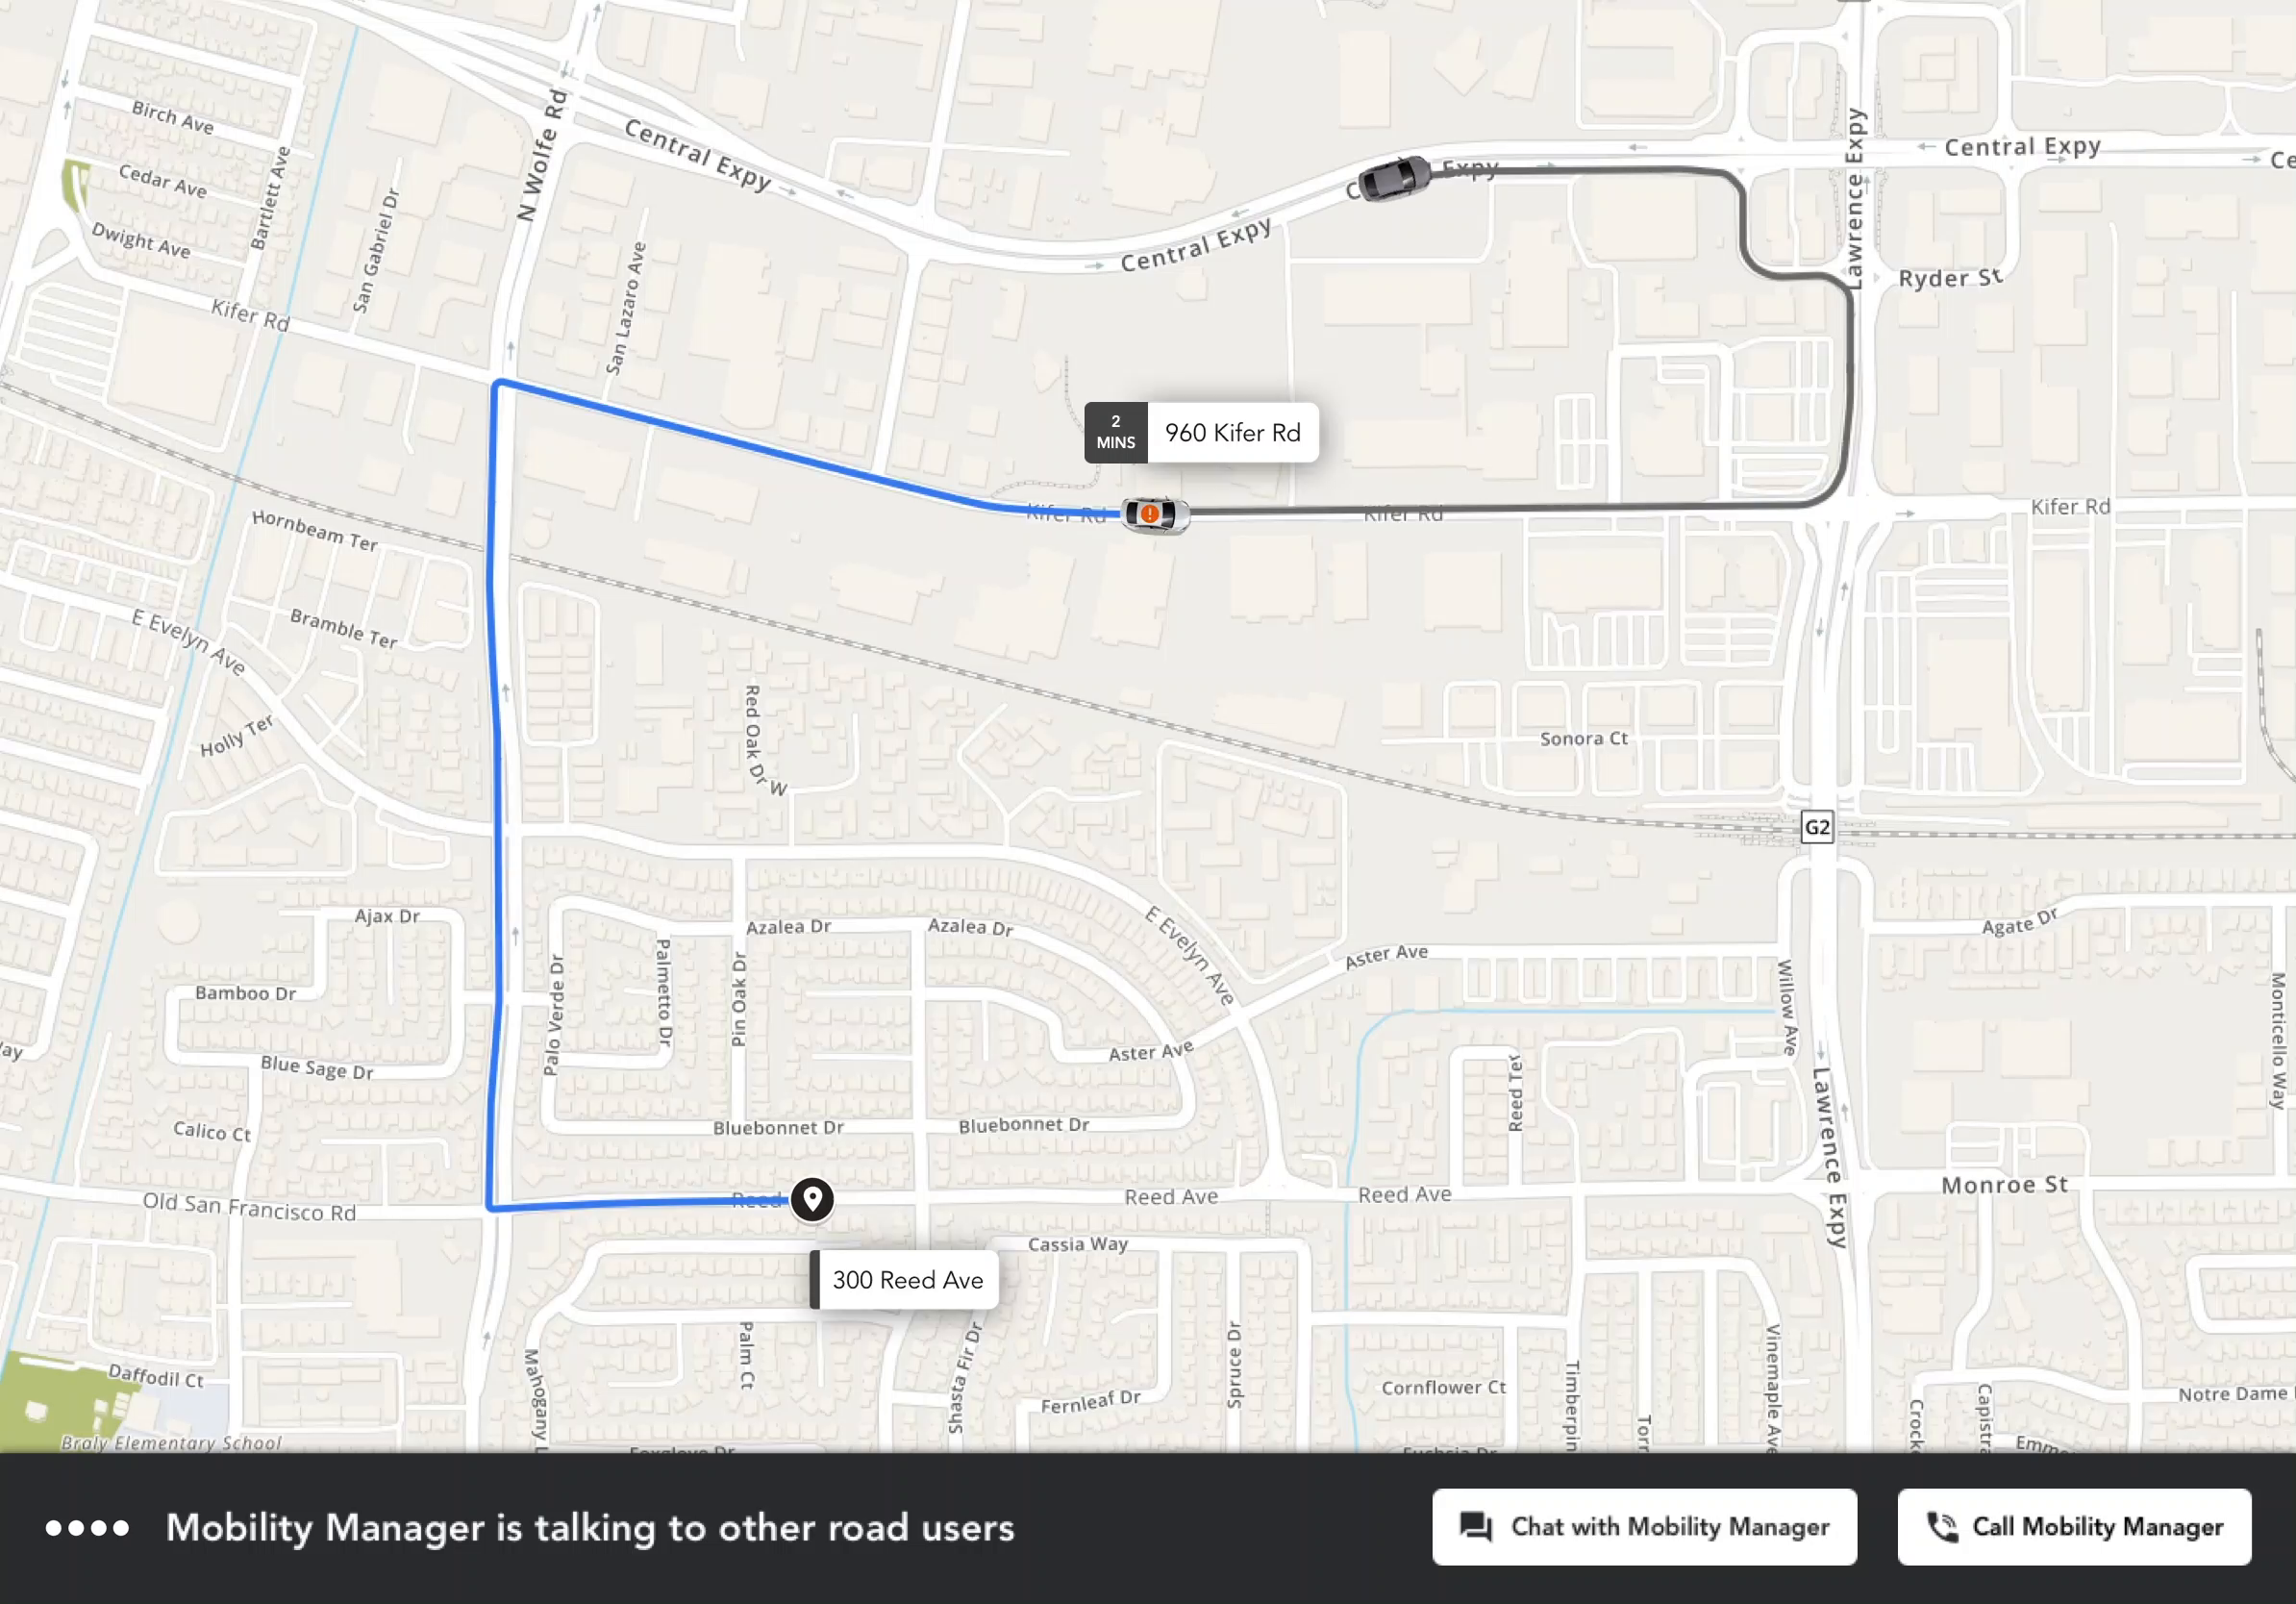 Birch Ave
Cedar Ave
Dwight Ave
Bartlett Ave
San Gabriel Dr
Kifer Rd
N Wolfe Rd
San Lazaro Ave
Central Expy
Central Expy
Expy
Central Expy
Lawrence Expy
Ryder St
2
MINS
960 Kifer Rd
Kifer Rd
Kifer Rd
Kifer Rd
Hornbeam Ter
Bramble Ter
E Evelyn Ave
Holly Ter
Red Oak Dr W
Sonora Ct
G2
Ajax Dr
Bamboo Dr
Blue Sage Dr
Calico Ct
Palo Verde Dr
Palmetto Dr
Pin Oak Dr
Azalea Dr
Azalea Dr
E Evelyn Ave
Aster Ave
Aster Ave
Agate Dr
Willow Ave
Monticello Way
Reed Ter
Bluebonnet Dr
Bluebonnet Dr
Lawrence Expy
Old San Francisco Rd
Reed
Reed Ave
Reed Ave
Monroe St
300 Reed Ave
Cassia Way
Daffodil Ct
Palm Ct
Mahogany L
Shasta Fir Dr
Fernleaf Dr
Spruce Dr
Cornflower Ct
Timberpin
Torr
Vinemaple Ave
Crock
Capistra
Notre Dame
Braly Elementary School
Mobility Manager is talking to other road users
Chat with Mobility Manager
Call Mobility Manager